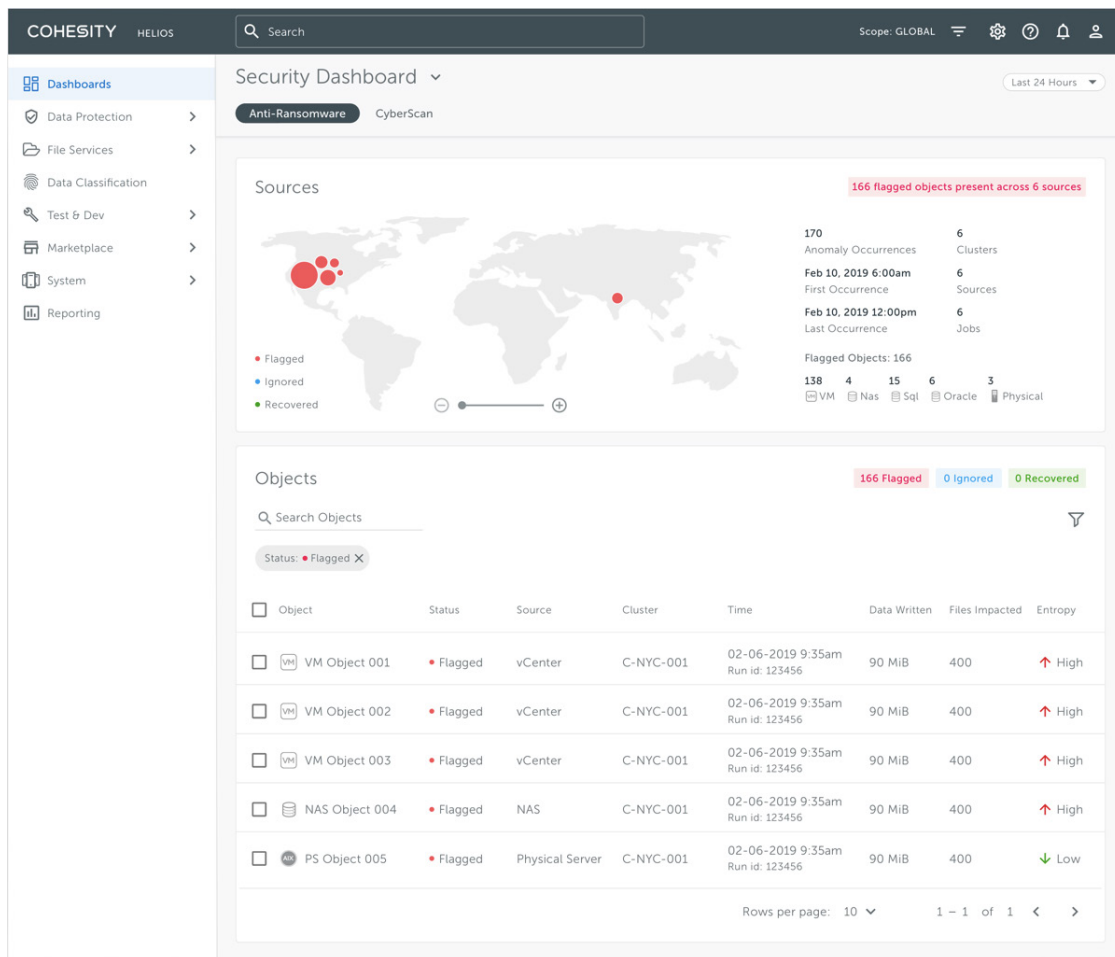 COHESITY HELIOS Search Scope: GLOBAL
Dashboards
Data Protection
File Services
Data Classification
Test & Dev
Marketplace
System
Reporting
Security Dashboard Last 24 Hours
Anti-Ransomware CyberScan
Sources 166 flagged objects present across 6 sources
170 6
Anomaly Occurrences Clusters
Feb 10, 2019 6:00am 6
First Occurrence Sources
Feb 10, 2019 12:00pm 6
Last Occurrence Jobs
Flagged
Ignored
Recovered
Flagged Objects: 166
138 4 15 6 3
VM Nas Sql Oracle Physical
Objects 166 Flagged 0 Ignored 0 Recovered
Search Objects
Status: Flagged
Object Status Source Cluster Time Data Written Files Impacted Entropy
VM VM Object 001 Flagged vCenter C-NYC-001 02-06-2019 9:35am 90 MiB 400 High
Run id: 123456
VM VM Object 002 Flagged vCenter C-NYC-001 02-06-2019 9:35am 90 MiB 400 High
Run id: 123456
VM VM Object 003 Flagged vCenter C-NYC-001 02-06-2019 9:35am 90 MiB 400 High
Run id: 123456
NAS Object 004 Flagged NAS C-NYC-001 02-06-2019 9:35am 90 MiB 400 High
Run id: 123456
AIX PS Object 005 Flagged Physical Server C-NYC-001 02-06-2019 9:35am 90 MiB 400 Low
Run id: 123456
Rows per page: 10 1 – 1 of 1